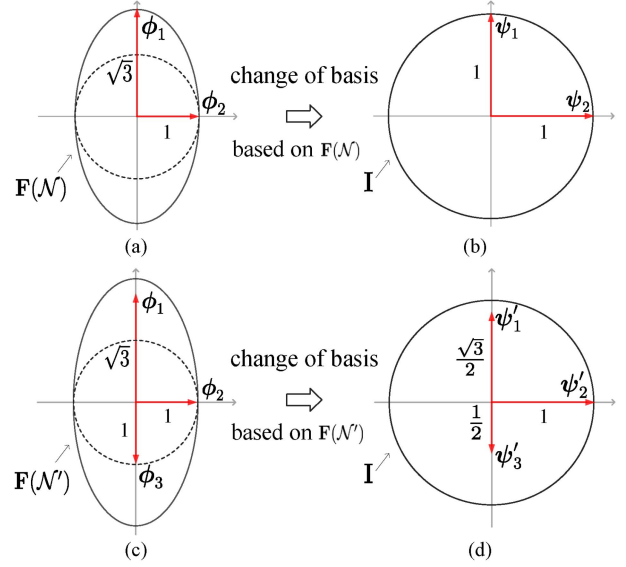 ϕ₁
√3
ϕ₂
1
F(𝒩)
(a)
change of basis
based on F(𝒩)
ψ₁
1
ψ₂
1
I
(b)
ϕ₁
√3
ϕ₂
1
1
ϕ₃
F(𝒩′)
(c)
change of basis
based on F(𝒩′)
ψ′₁
√3/2
ψ′₂
1/2
1
ψ′₃
I
(d)